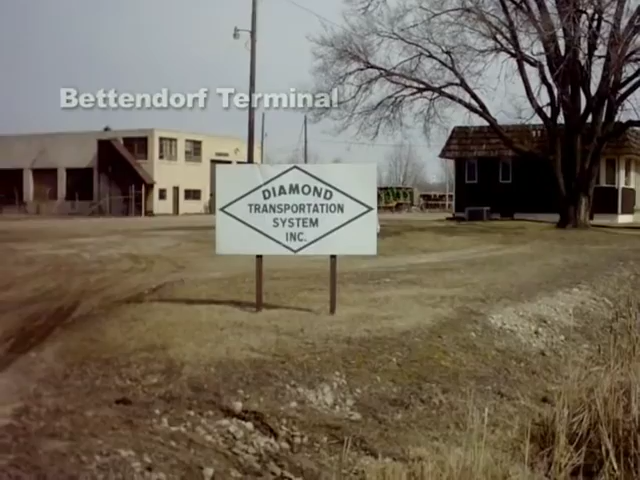 Bettendorf Terminal
DIAMOND
TRANSPORTATION
SYSTEM
INC.